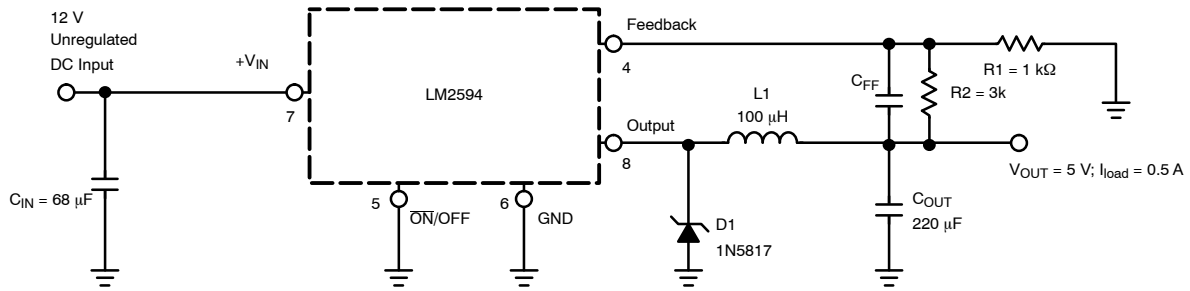 12 V
Unregulated
DC Input
+V_IN
7
LM2594
Feedback
4
Output
8
C_FF
R2 = 3k
R1 = 1 kΩ
L1
100 μH
V_OUT = 5 V; I_load = 0.5 A
C_IN = 68 μF
5
O̅N̅/OFF
6
GND
D1
1N5817
C_OUT
220 μF